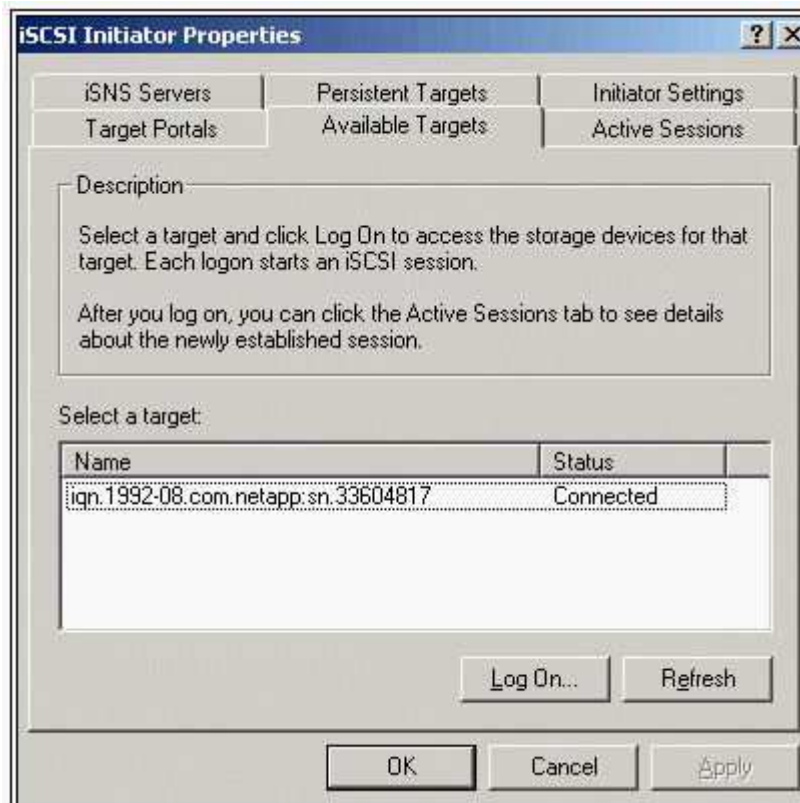 iSCSI Initiator Properties
iSNS Servers
Persistent Targets
Initiator Settings
Target Portals
Available Targets
Active Sessions
Description
Select a target and click Log On to access the storage devices for that
target. Each logon starts an iSCSI session.
After you log on, you can click the Active Sessions tab to see details
about the newly established session.
Select a target:
Name
Status
iqn.1992-08.com.netapp:sn.33604817
Connected
Log On...
Refresh
OK
Cancel
Apply